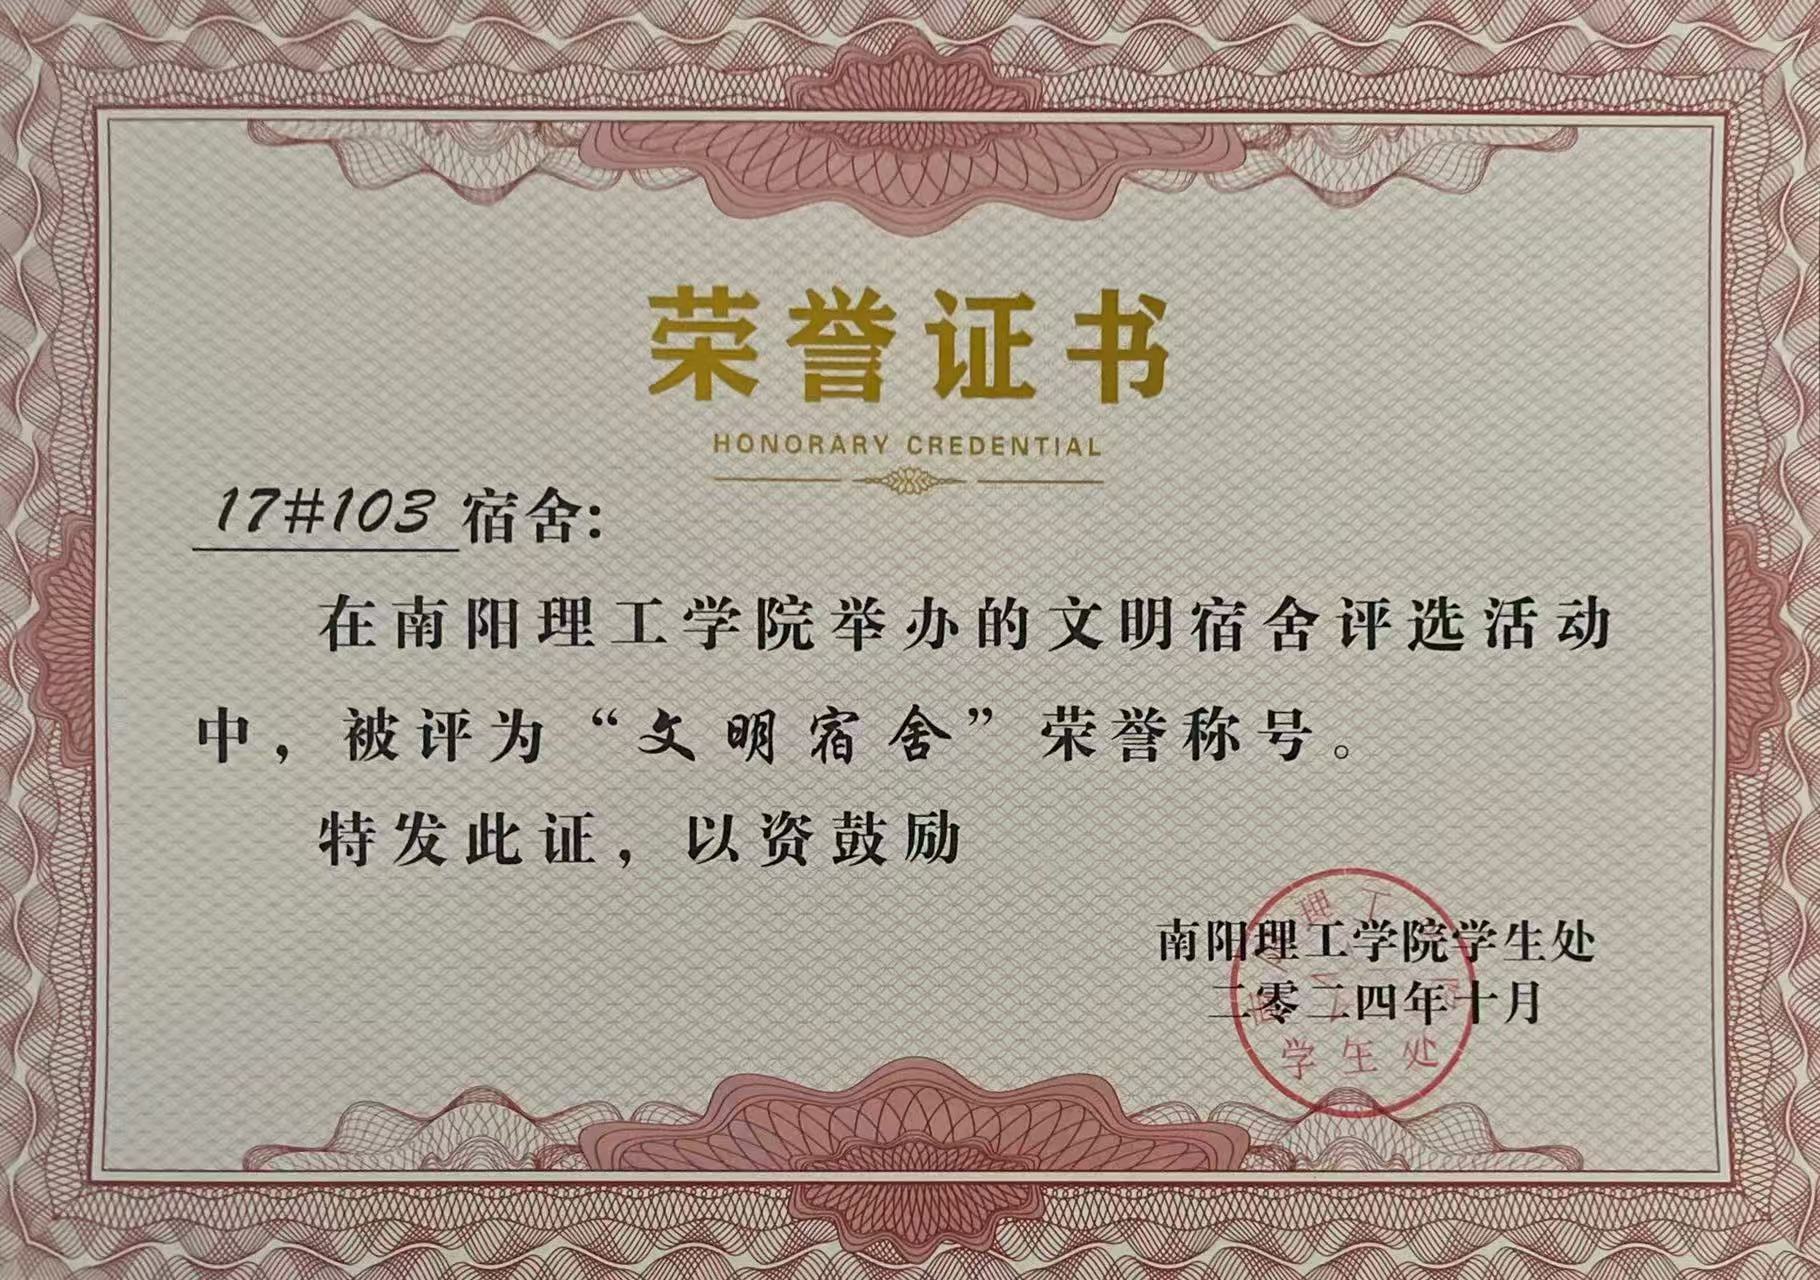 荣誉证书
HONORARY CREDENTIAL
17#103 宿舍:
在南阳理工学院举办的文明宿舍评选活动
中，被评为“文明宿舍”荣誉称号。
特发此证，以资鼓励
南阳理工学院学生处
二零二四年十月
理工
学生处